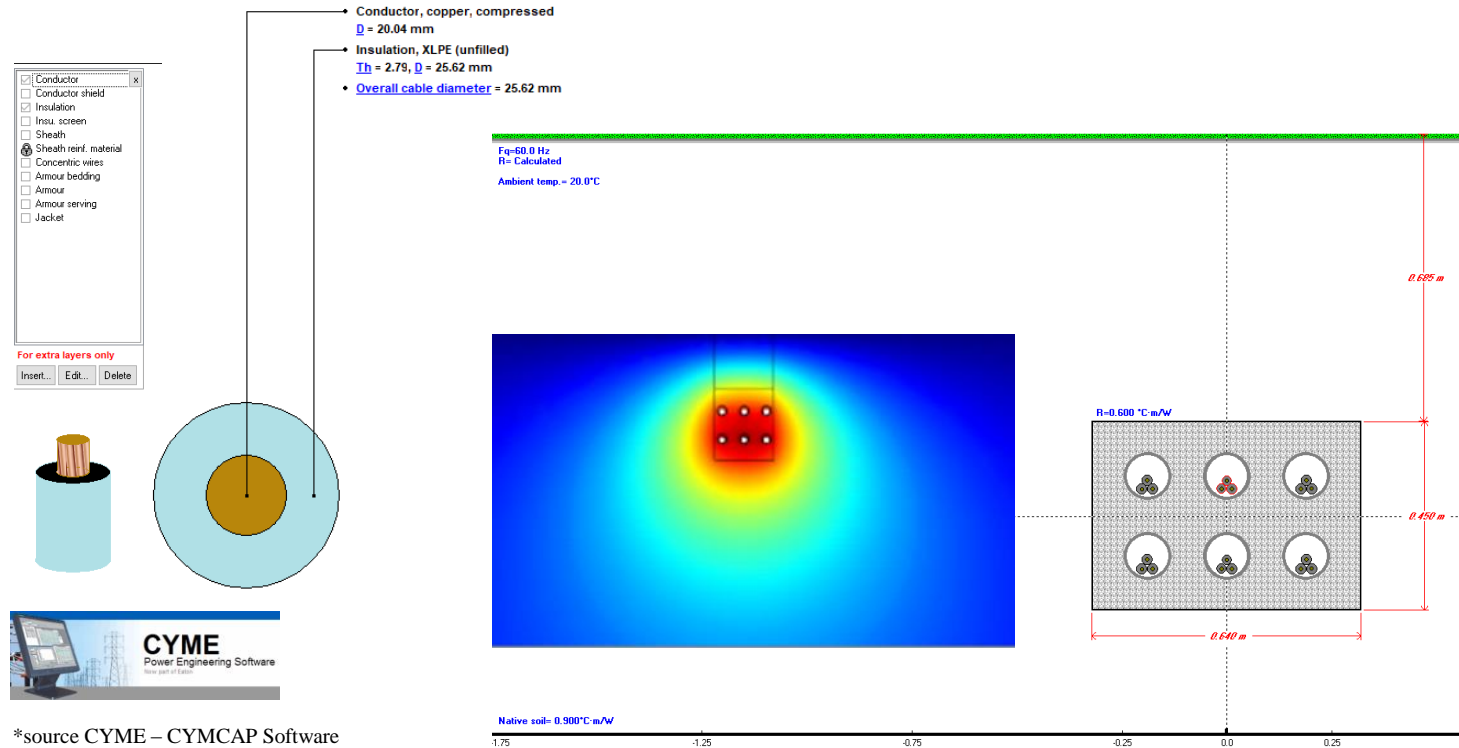 Conductor, copper, compressed
D = 20.04 mm
Insulation, XLPE (unfilled)
Th = 2.79, D = 25.62 mm
Overall cable diameter = 25.62 mm
Conductor x
Conductor shield
Insulation
Insu. screen
Sheath
Sheath reinf. material
Concentric wires
Armour bedding
Armour
Armour serving
Jacket
For extra layers only
Insert... Edit... Delete
Fq=60.0 Hz
R= Calculated
Ambient temp.= 20.0°C
0.685 m
R=0.600 °C·m/W
0.450 m
0.640 m
CYME
Power Engineering Software
Now part of Eaton
Native soil= 0.900°C·m/W
-1.75 -1.25 -0.75 -0.25 0.0 0.25
*source CYME – CYMCAP Software